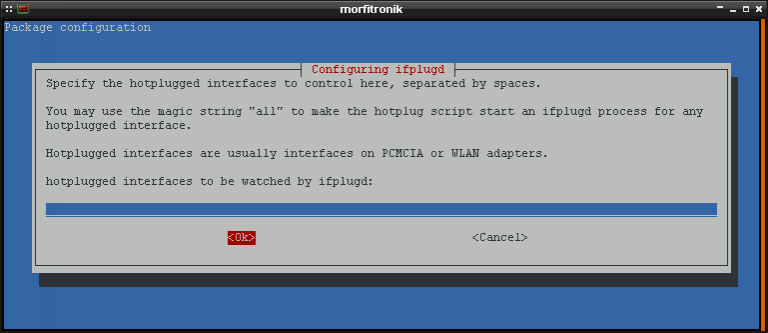 morfitronik
Package configuration
Configuring ifplugd
Specify the hotplugged interfaces to control here, separated by spaces.
You may use the magic string "all" to make the hotplug script start an ifplugd process for any
hotplugged interface.
Hotplugged interfaces are usually interfaces on PCMCIA or WLAN adapters.
hotplugged interfaces to be watched by ifplugd:
<Ok> <Cancel>